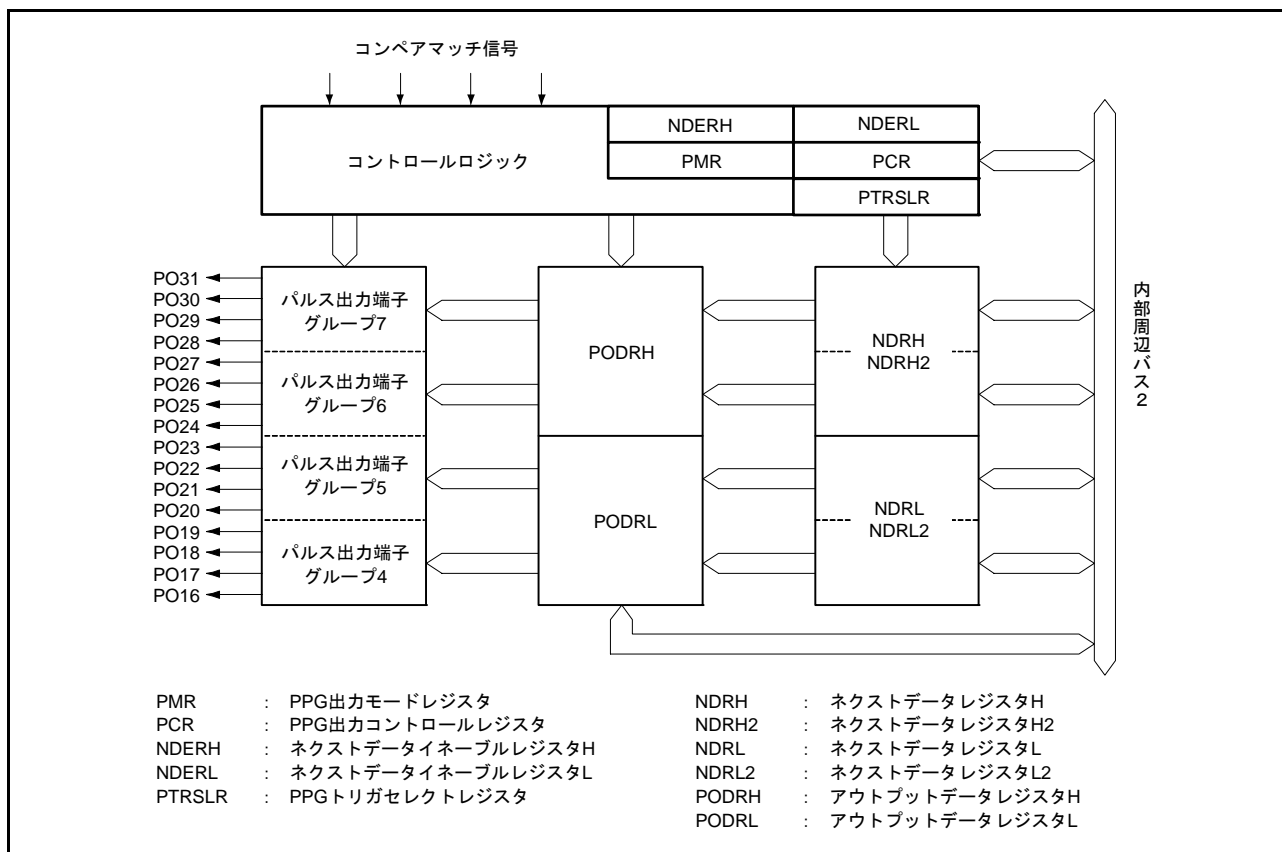 コンペアマッチ信号
コントロールロジック
NDERH
NDERL
PMR
PCR
PTRSLR
PO31
PO30
PO29
PO28
PO27
PO26
PO25
PO24
PO23
PO22
PO21
PO20
PO19
PO18
PO17
PO16
パルス出力端子
グループ7
パルス出力端子
グループ6
パルス出力端子
グループ5
パルス出力端子
グループ4
PODRH
PODRL
NDRH
NDRH2
NDRL
NDRL2
内部周辺バス2
PMR : PPG出力モードレジスタ
PCR : PPG出力コントロールレジスタ
NDERH : ネクストデータイネーブルレジスタH
NDERL : ネクストデータイネーブルレジスタL
PTRSLR : PPGトリガセレクトレジスタ
NDRH : ネクストデータレジスタH
NDRH2 : ネクストデータレジスタH2
NDRL : ネクストデータレジスタL
NDRL2 : ネクストデータレジスタL2
PODRH : アウトプットデータレジスタH
PODRL : アウトプットデータレジスタL